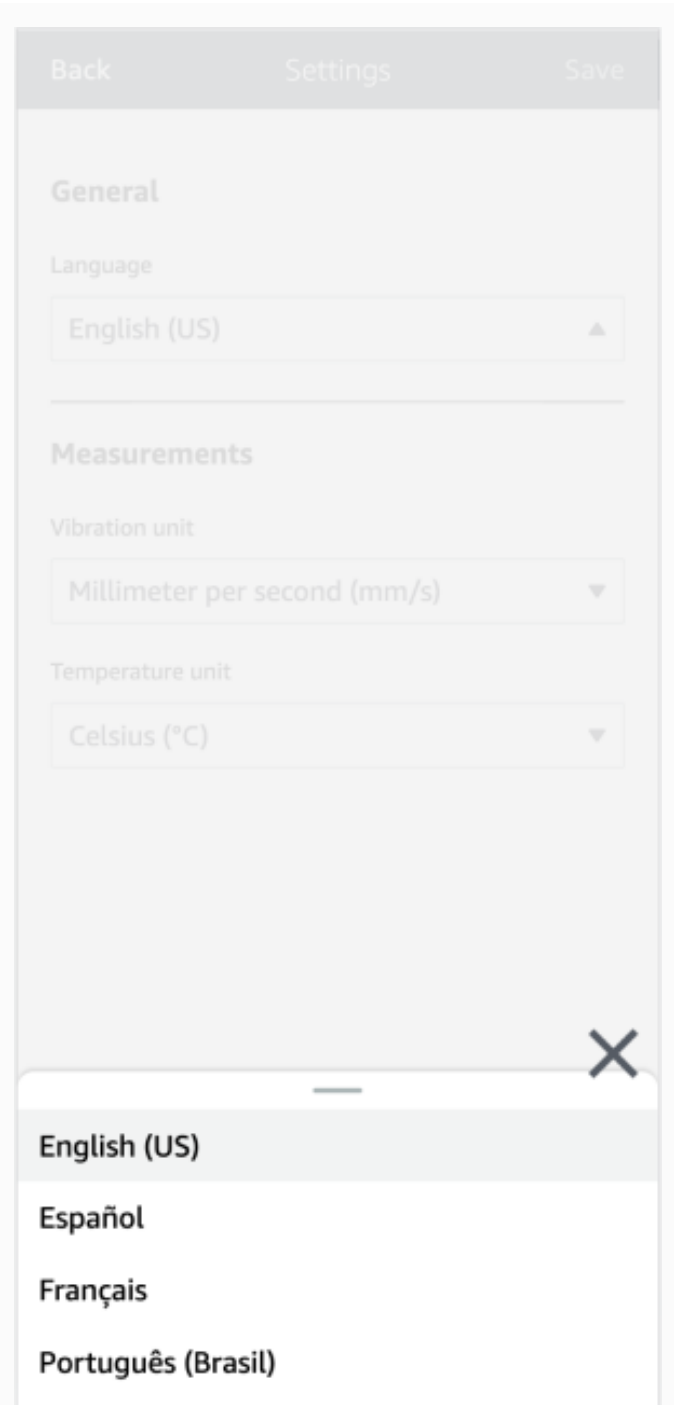 Back Settings Save
General
Language
English (US)
Measurements
Vibration unit
Millimeter per second (mm/s)
Temperature unit
Celsius (°C)
English (US)
Español
Français
Português (Brasil)